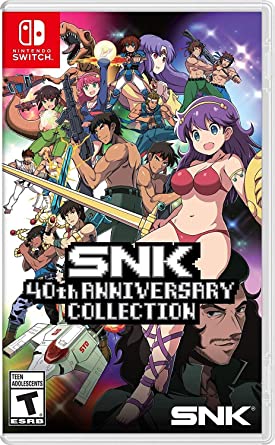 NINTENDO
SWITCH
SNK
40th ANNIVERSARY
COLLECTION
TEEN
ADOLESCENTS
T
ESRB
SNK